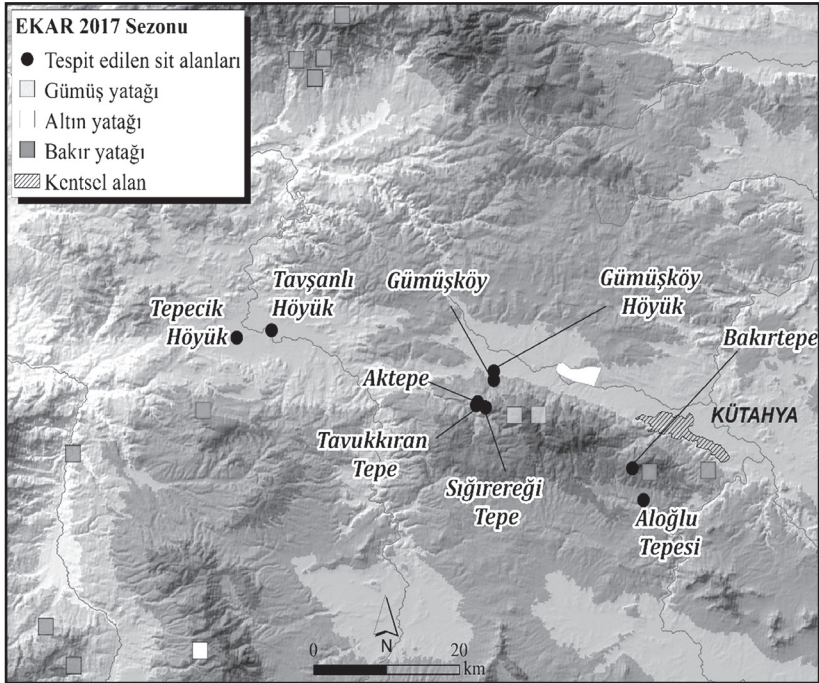 EKAR 2017 Sezonu
Tespit edilen sit alanları
Gümüş yatağı
Altın yatağı
Bakır yatağı
Kentsel alan
Tavşanlı
Höyük
Gümüşköy
Gümüşköy
Höyük
Tepecik
Höyük
Bakırtepe
Aktepe
KÜTAHYA
Tavukkıran
Tepe
Sığırereği
Tepe
Aloğlu
Tepesi
N
0 20
km